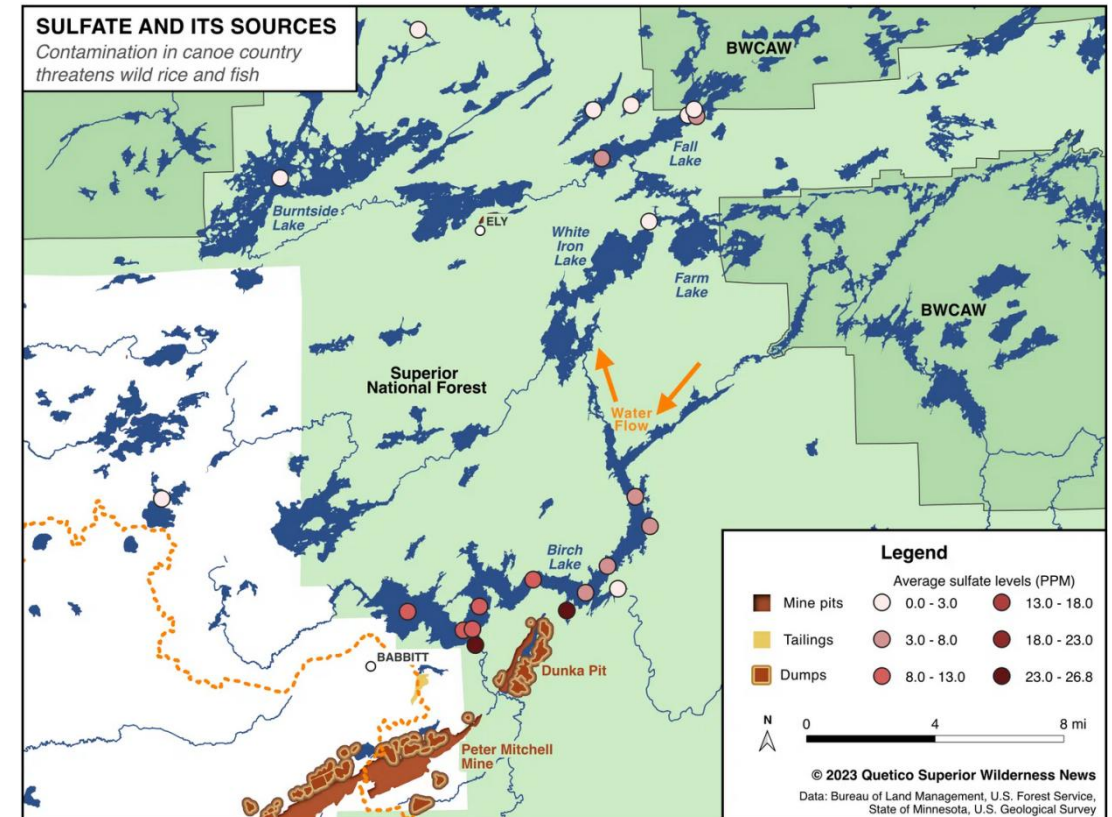 SULFATE AND ITS SOURCES
Contamination in canoe country
threatens wild rice and fish
BWCAW
Fall
Lake
Burntside
Lake
ELY
White
Iron
Lake
Farm
Lake
BWCAW
Superior
National Forest
Water
Flow
Birch
Lake
BABBITT
Dunka Pit
Peter Mitchell
Mine
Legend
Average sulfate levels (PPM)
Mine pits
0.0 - 3.0
13.0 - 18.0
Tailings
3.0 - 8.0
18.0 - 23.0
Dumps
8.0 - 13.0
23.0 - 26.8
N
0 4 8 mi
© 2023 Quetico Superior Wilderness News
Data: Bureau of Land Management, U.S. Forest Service,
State of Minnesota, U.S. Geological Survey